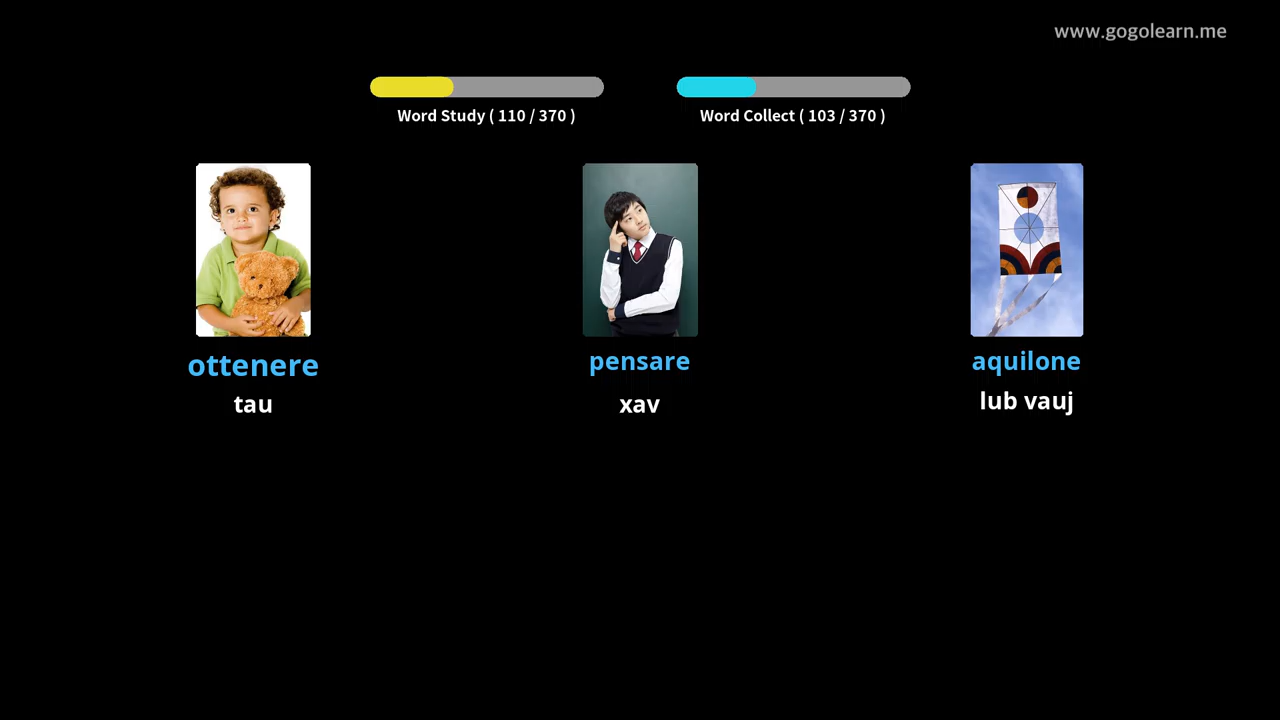 www.gogolearn.me
Word Study ( 110 / 370 )
Word Collect ( 103 / 370 )
ottenere
tau
pensare
xav
aquilone
lub vauj